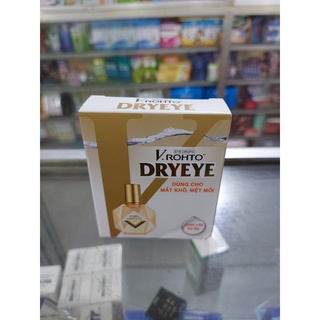 EYE DROPS
V.ROHTO
DRYEYE
DÙNG CHO
MẮT KHÔ, MỆT MỎI